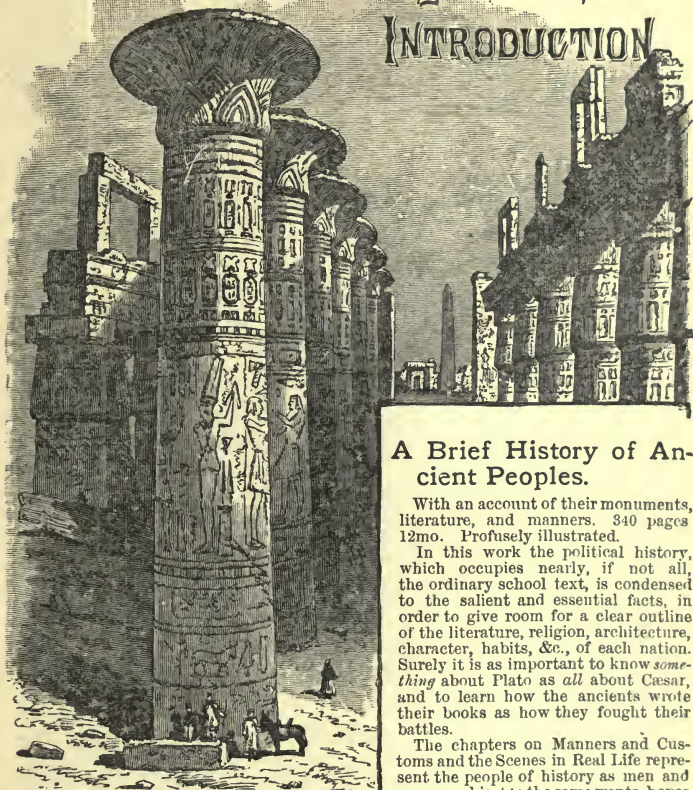 INTRODUCTION
A Brief History of An-
cient Peoples.
With an account of their monuments,
literature, and manners. 340 pages
12mo. Profusely illustrated.
In this work the political history,
which occupies nearly, if not all,
the ordinary school text, is condensed
to the salient and essential facts, in
order to give room for a clear outline
of the literature, religion, architecture,
character, habits, &c., of each nation.
Surely it is as important to know some-
thing about Plato as all about Cæsar,
and to learn how the ancients wrote
their books as how they fought their
battles.
The chapters on Manners and Cus-
toms and the Scenes in Real Life repre-
sent the people of history as men and